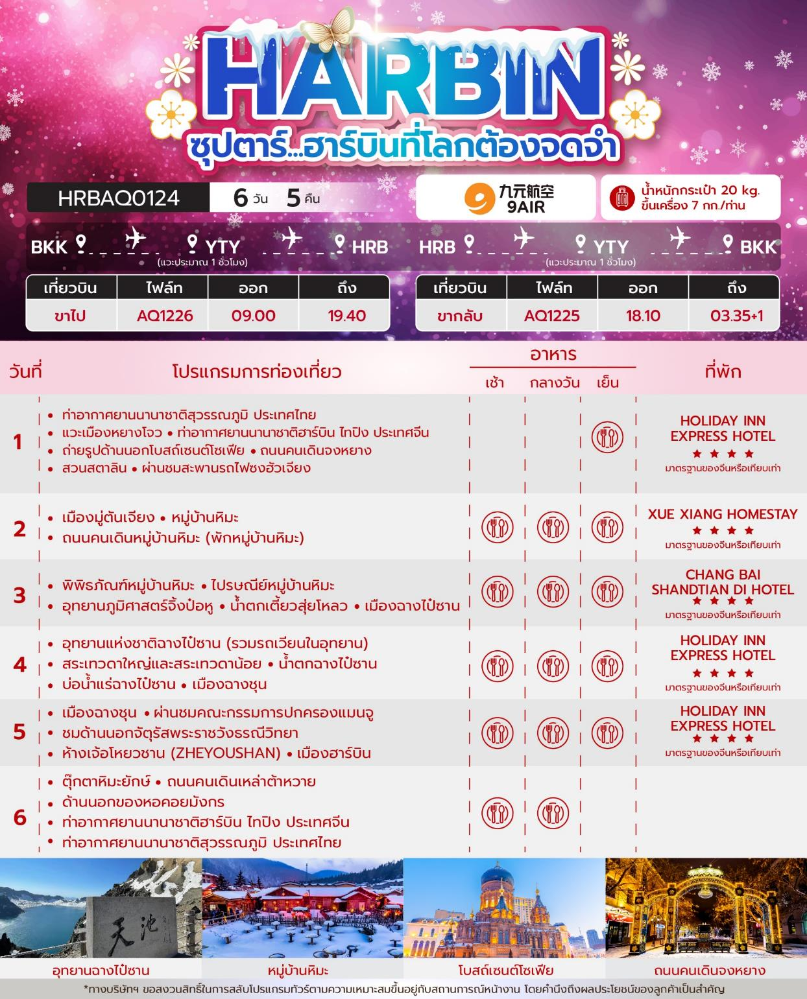 HARBIN
ซุปตาร์...ฮาร์บินที่โลกต้องจดจำ
HRBAQ0124
6 วัน 5 คืน
九元航空
9AIR
น้ำหนักกระเป๋า 20 kg.
ขึ้นเครื่อง 7 กก./ท่าน
BKK YTY HRB
(แวะประมาณ 1 ชั่วโมง)
HRB YTY BKK
(แวะประมาณ 1 ชั่วโมง)
เที่ยวบิน ไฟล์ท ออก ถึง
ขาไป AQ1226 09.00 19.40
เที่ยวบิน ไฟล์ท ออก ถึง
ขากลับ AQ1225 18.10 03.35+1
วันที่ โปรแกรมการท่องเที่ยว อาหาร ที่พัก
เช้า กลางวัน เย็น
1
• ท่าอากาศยานนานาชาติสุวรรณภูมิ ประเทศไทย
• แวะเมืองหยางโจว • ท่าอากาศยานนานาชาติฮาร์บิน ไทปิง ประเทศจีน
• ถ่ายรูปด้านนอกโบสถ์เซนต์โซเฟีย • ถนนคนเดินจงหยาง
• สวนสตาลิน • ผ่านชมสะพานรถไฟซงฮัวเจียง
HOLIDAY INN
EXPRESS HOTEL
มาตรฐานของจีนหรือเทียบเท่า
2
• เมืองมู่ตันเจียง • หมู่บ้านหิมะ
• ถนนคนเดินหมู่บ้านหิมะ (พักหมู่บ้านหิมะ)
XUE XIANG HOMESTAY
มาตรฐานของจีนหรือเทียบเท่า
3
• พิพิธภัณฑ์หมู่บ้านหิมะ • ไปรษณีย์หมู่บ้านหิมะ
• อุทยานภูมิศาสตร์จิ้งป๋อหู • น้ำตกเตี้ยวสุ่ยโหลว • เมืองฉางไป๋ซาน
CHANG BAI
SHANDTIAN DI HOTEL
มาตรฐานของจีนหรือเทียบเท่า
4
• อุทยานแห่งชาติฉางไป๋ซาน (รวมรถเวียนในอุทยาน)
• สระเทวดาใหญ่และสระเทวดาน้อย • น้ำตกฉางไป๋ซาน
• บ่อน้ำแร่ฉางไป๋ซาน • เมืองฉางชุน
HOLIDAY INN
EXPRESS HOTEL
มาตรฐานของจีนหรือเทียบเท่า
5
• เมืองฉางชุน • ผ่านชมคณะกรรมการปกครองแมนจู
• ชมด้านนอกจัตุรัสพระราชวังธรณีวิทยา
• ห้างเจ้อโหยวซาน (ZHEYOUSHAN) • เมืองฮาร์บิน
HOLIDAY INN
EXPRESS HOTEL
มาตรฐานของจีนหรือเทียบเท่า
6
• ตุ๊กตาหิมะยักษ์ • ถนนคนเดินเหล่าต้าหวาย
• ด้านนอกของหอคอยมังกร
• ท่าอากาศยานนานาชาติฮาร์บิน ไทปิง ประเทศจีน
• ท่าอากาศยานนานาชาติสุวรรณภูมิ ประเทศไทย
天池
อุทยานฉางไป๋ซาน
หมู่บ้านหิมะ
โบสถ์เซนต์โซเฟีย
ถนนคนเดินจงหยาง
*ทางบริษัทฯ ขอสงวนสิทธิ์ในการสลับโปรแกรมทัวร์ตามความเหมาะสมขึ้นอยู่กับสถานการณ์หน้างาน โดยคำนึงถึงผลประโยชน์ของลูกค้าเป็นสำคัญ